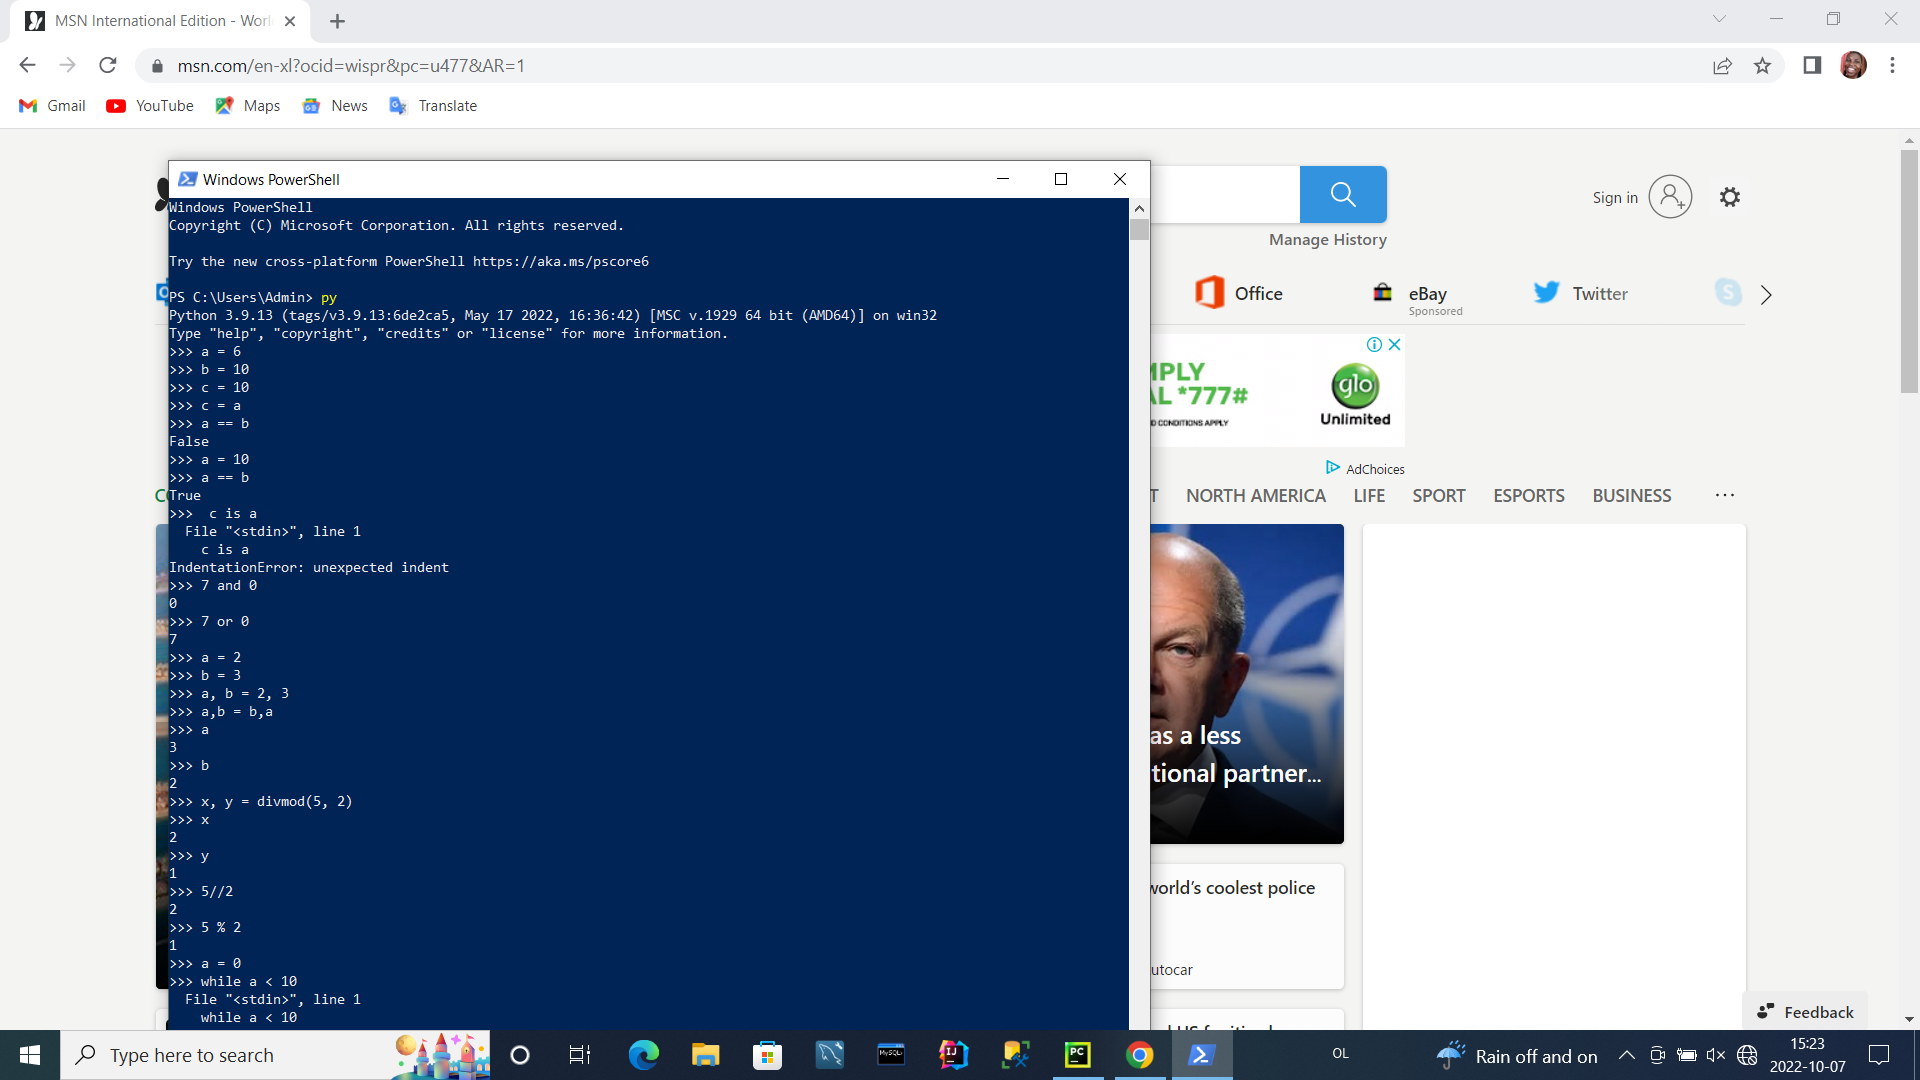 MSN International Edition - Worl
msn.com/en-xl?ocid=wispr&pc=u477&AR=1
Gmail YouTube Maps News Translate
Windows PowerShell
Windows PowerShell
Copyright (C) Microsoft Corporation. All rights reserved.
Try the new cross-platform PowerShell https://aka.ms/pscore6
PS C:\Users\Admin> py
Python 3.9.13 (tags/v3.9.13:6de2ca5, May 17 2022, 16:36:42) [MSC v.1929 64 bit (AMD64)] on win32
Type "help", "copyright", "credits" or "license" for more information.
>>> a = 6
>>> b = 10
>>> c = 10
>>> c = a
>>> a == b
False
>>> a = 10
>>> a == b
True
>>>  c is a
  File "<stdin>", line 1
    c is a
IndentationError: unexpected indent
>>> 7 and 0
0
>>> 7 or 0
7
>>> a = 2
>>> b = 3
>>> a, b = 2, 3
>>> a,b = b,a
>>> a
3
>>> b
2
>>> x, y = divmod(5, 2)
>>> x
2
>>> y
1
>>> 5//2
2
>>> 5 % 2
1
>>> a = 0
>>> while a < 10
  File "<stdin>", line 1
    while a < 10
Sign in
Manage History
Office
eBay
Sponsored
Twitter
MPLY
AL *777#
D CONDITIONS APPLY
glo
Unlimited
AdChoices
T NORTH AMERICA LIFE SPORT ESPORTS BUSINESS ...
as a less
tional partner...
world's coolest police
utocar
Feedback
Type here to search
MySQL
IJ
PC
OL
Rain off and on
15:23
2022-10-07